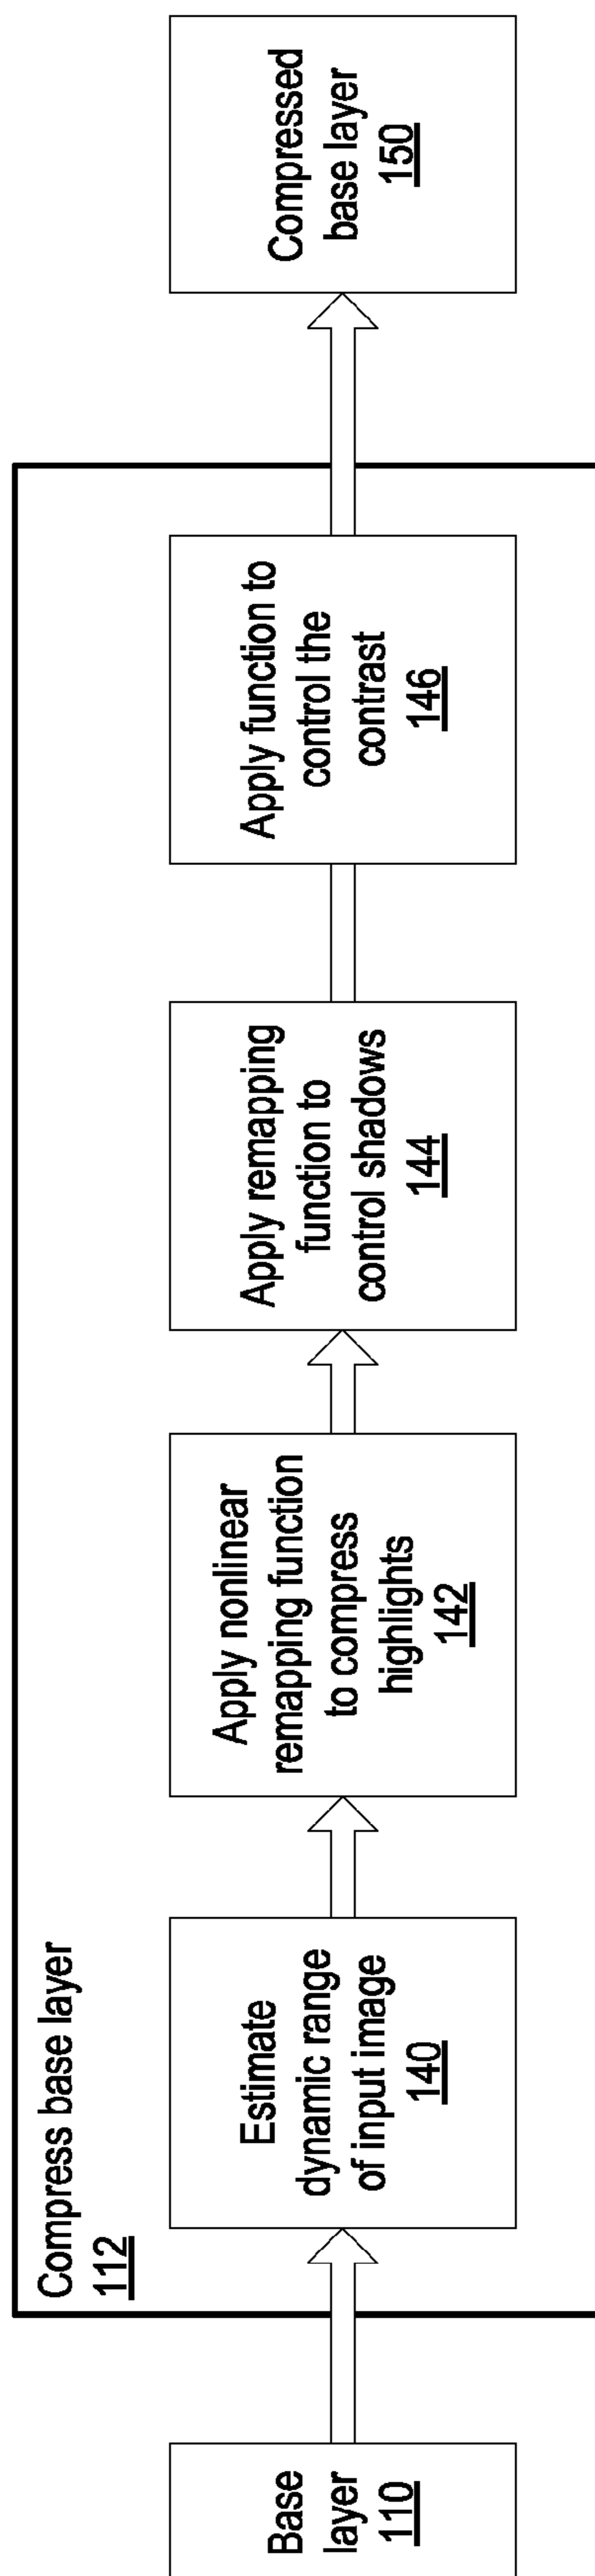 Compress base layer
112
Base
layer
110
Estimate
dynamic range
of input image
140
Apply nonlinear
remapping function
to compress
highlights
142
Apply remapping
function to
control shadows
144
Apply function to
control the
contrast
146
Compressed
base layer
150